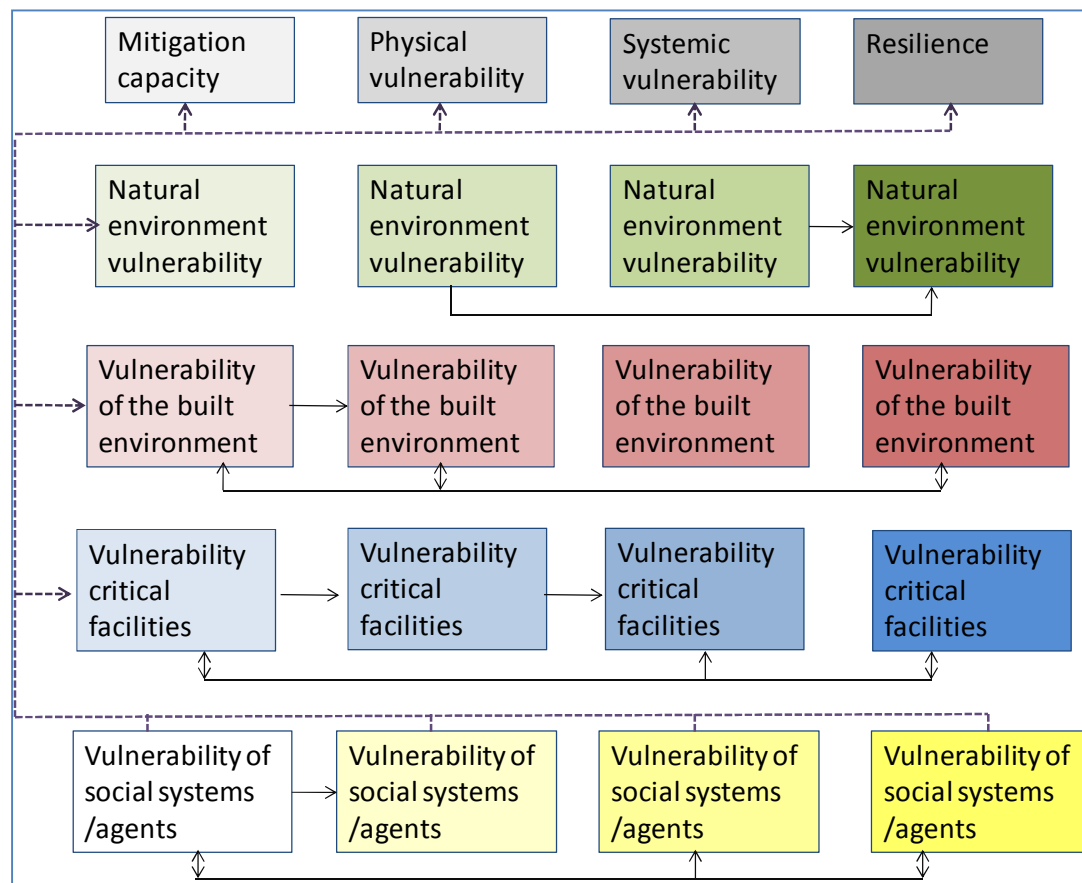 Mitigation
capacity
Physical
vulnerability
Systemic
vulnerability
Resilience
Natural
environment
vulnerability
Natural
environment
vulnerability
Natural
environment
vulnerability
Natural
environment
vulnerability
Vulnerability
of the built
environment
Vulnerability
of the built
environment
Vulnerability
of the built
environment
Vulnerability
of the built
environment
Vulnerability
critical
facilities
Vulnerability
critical
facilities
Vulnerability
critical
facilities
Vulnerability
critical
facilities
Vulnerability of
social systems
/agents
Vulnerability of
social systems
/agents
Vulnerability of
social systems
/agents
Vulnerability of
social systems
/agents